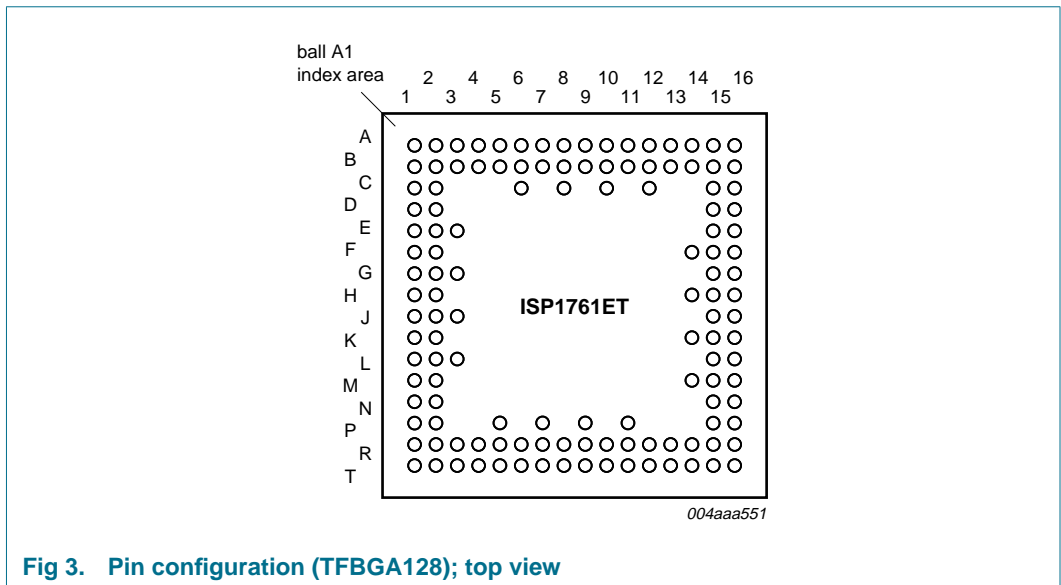 ball A1
index area
2 4 6 8 10 12 14 16
1 3 5 7 9 11 13 15
A
B
C
D
E
F
G
H
J
K
L
M
N
P
R
T
ISP1761ET
004aaa551
Fig 3. Pin configuration (TFBGA128); top view